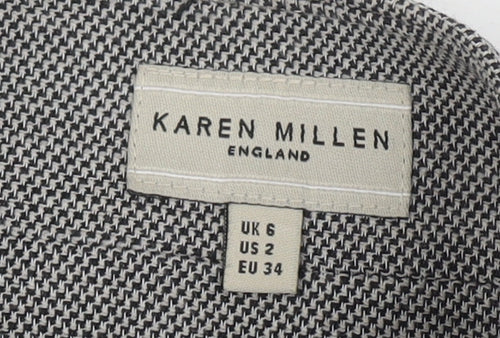 KAREN MILLEN
ENGLAND
UK 6
US 2
EU 34